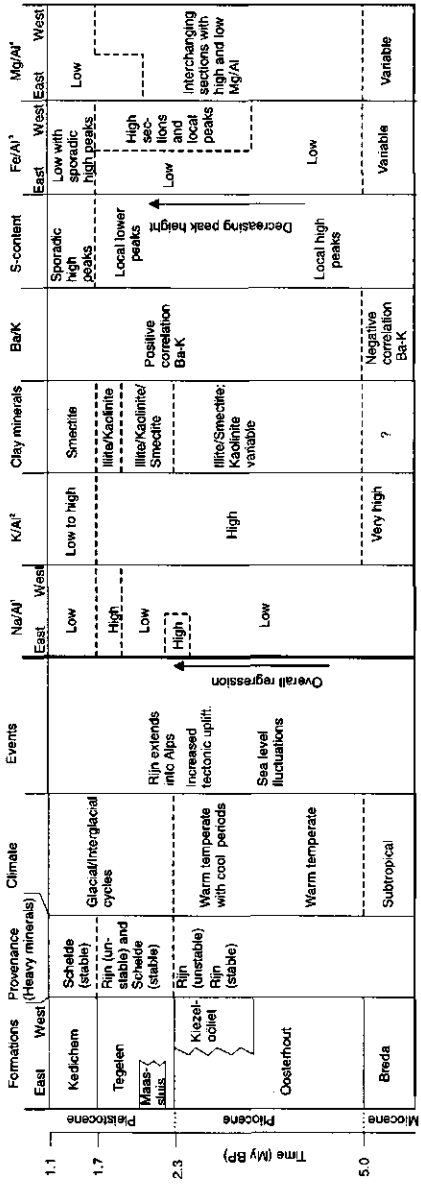 Formations
East
West
Kedichem
Tegelen
Maas-
sluis
Kiezel-
oöliet
Oosterhout
Breda
Pleistocene
Pliocene
Miocene
1.1
1.7
2.3
5.0
Time (My BP)
Provenance
(Heavy minerals)
Schelde
(stable)
Rijn (un-
stable) and
Schelde
(stable)
Rijn
(unstable)
Rijn
(stable)
Climate
Glacial/Interglacial
cycles
Warm temperate
with cool periods
Warm temperate
Subtropical
Events
Rijn extends
into Alps
Increased
tectonic uplift.
Sea level
fluctuations
Overall regression
Na/Al¹
East
West
Low
High
Low
High
Low
K/Al²
Low to high
High
Very high
Clay minerals
Smectite
Illite/Kaolinite
Illite/Kaolinite/
Smectite
Illite/Smectite;
Kaolinite
variable
?
Ba/K
Positive
correlation
Ba-K
Negative
correlation
Ba-K
S-content
Sporadic
high
peaks
Local lower
peaks
Local high
peaks
Decreasing peak height
Fe/Al³
East
West
Low with
sporadic
high peaks
High
sec-
tions
and
local
peaks
Low
Low
Variable
East
West
Low
Interchanging
sections with
high and low
Mg/Al
Variable